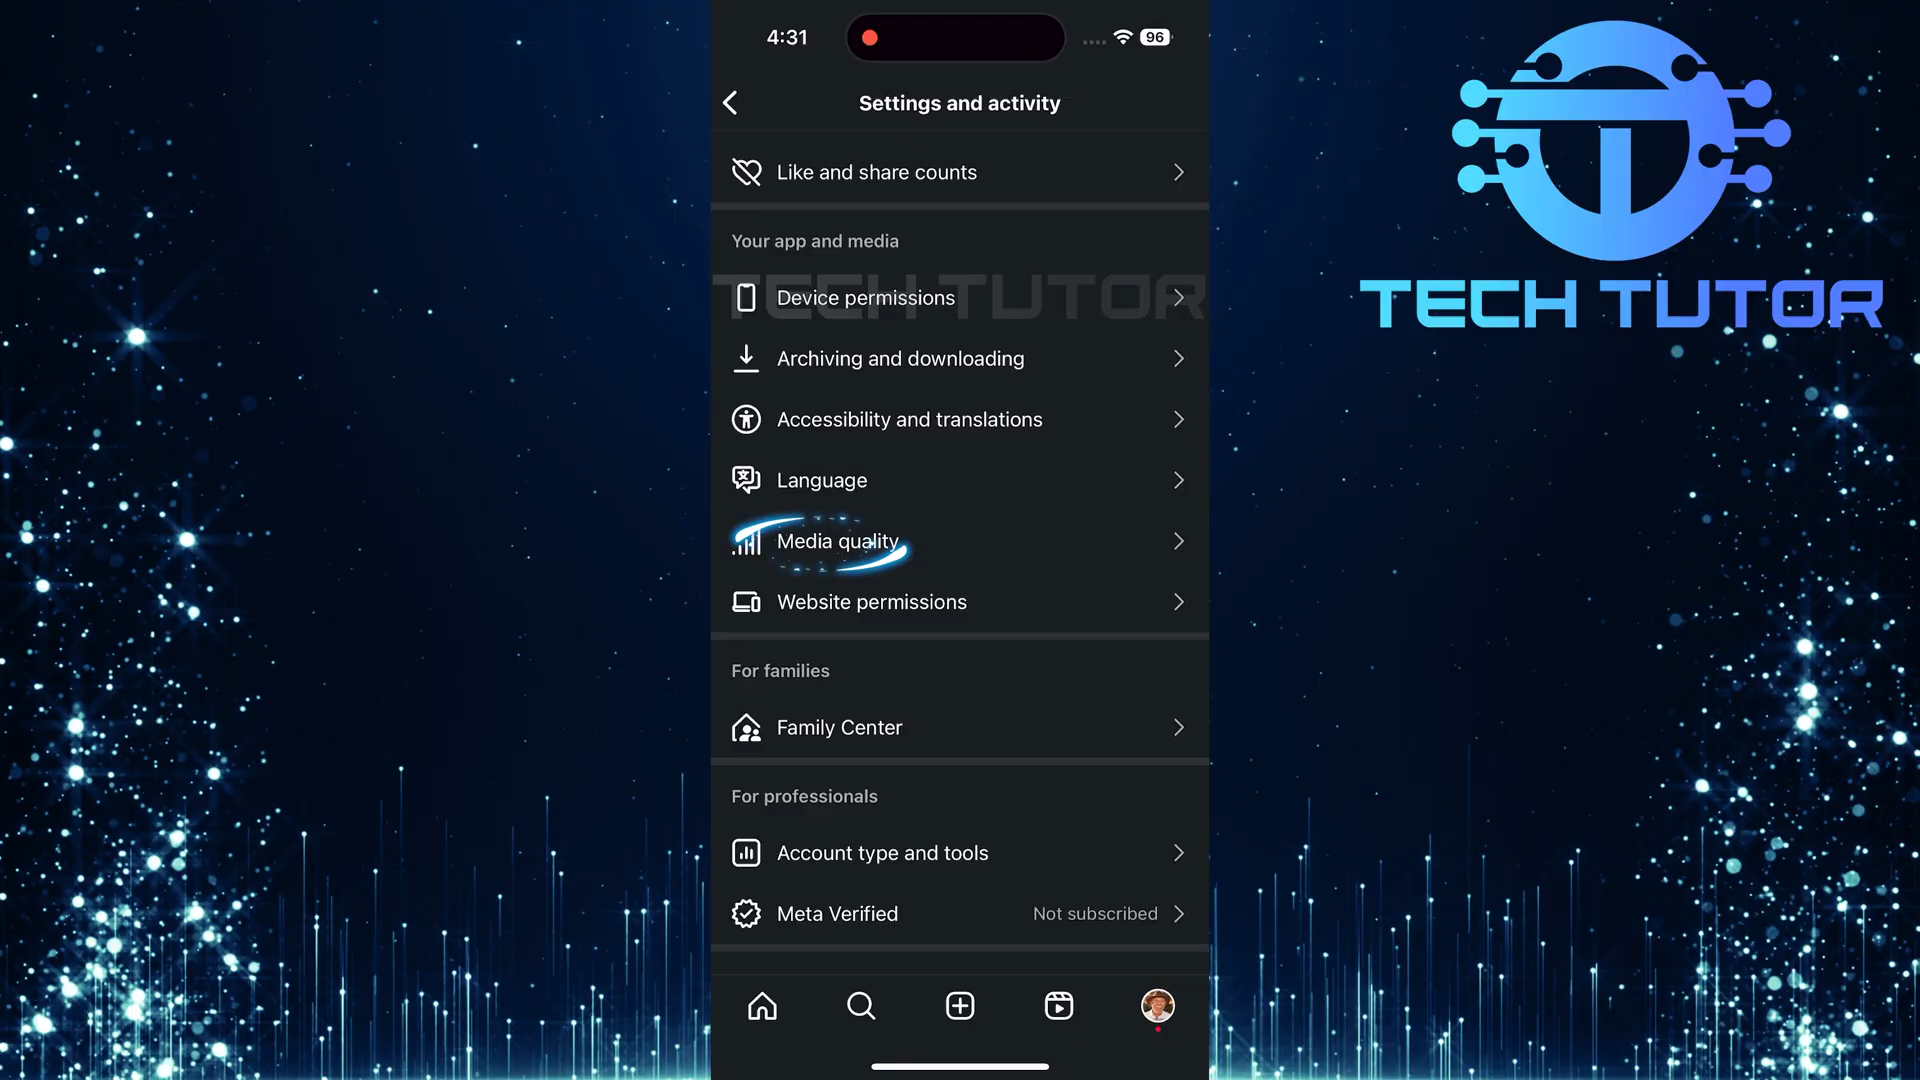 4:31
96
Settings and activity
Like and share counts
Your app and media
TECH TUTOR
Device permissions
Archiving and downloading
Accessibility and translations
Language
Media quality
Website permissions
For families
Family Center
For professionals
Account type and tools
Meta Verified Not subscribed
TECH TUTOR